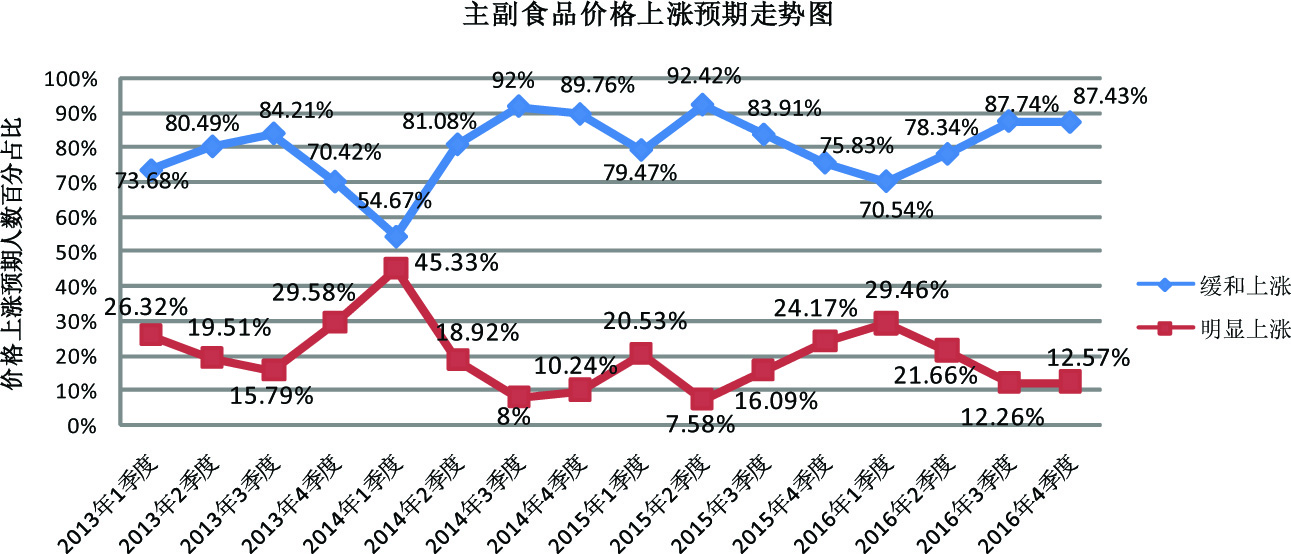 主副食品价格上涨预期走势图
价格上涨预期人数百分占比
100%
90%
80%
70%
60%
50%
40%
30%
20%
10%
0%
73.68%
80.49%
84.21%
70.42%
54.67%
81.08%
92%
89.76%
79.47%
92.42%
83.91%
75.83%
70.54%
78.34%
87.74%
87.43%
26.32%
19.51%
15.79%
29.58%
45.33%
18.92%
8%
10.24%
20.53%
7.58%
16.09%
24.17%
29.46%
21.66%
12.26%
12.57%
缓和上涨
明显上涨
2013年1季度
2013年2季度
2013年3季度
2013年4季度
2014年1季度
2014年2季度
2014年3季度
2014年4季度
2015年1季度
2015年2季度
2015年3季度
2015年4季度
2016年1季度
2016年2季度
2016年3季度
2016年4季度